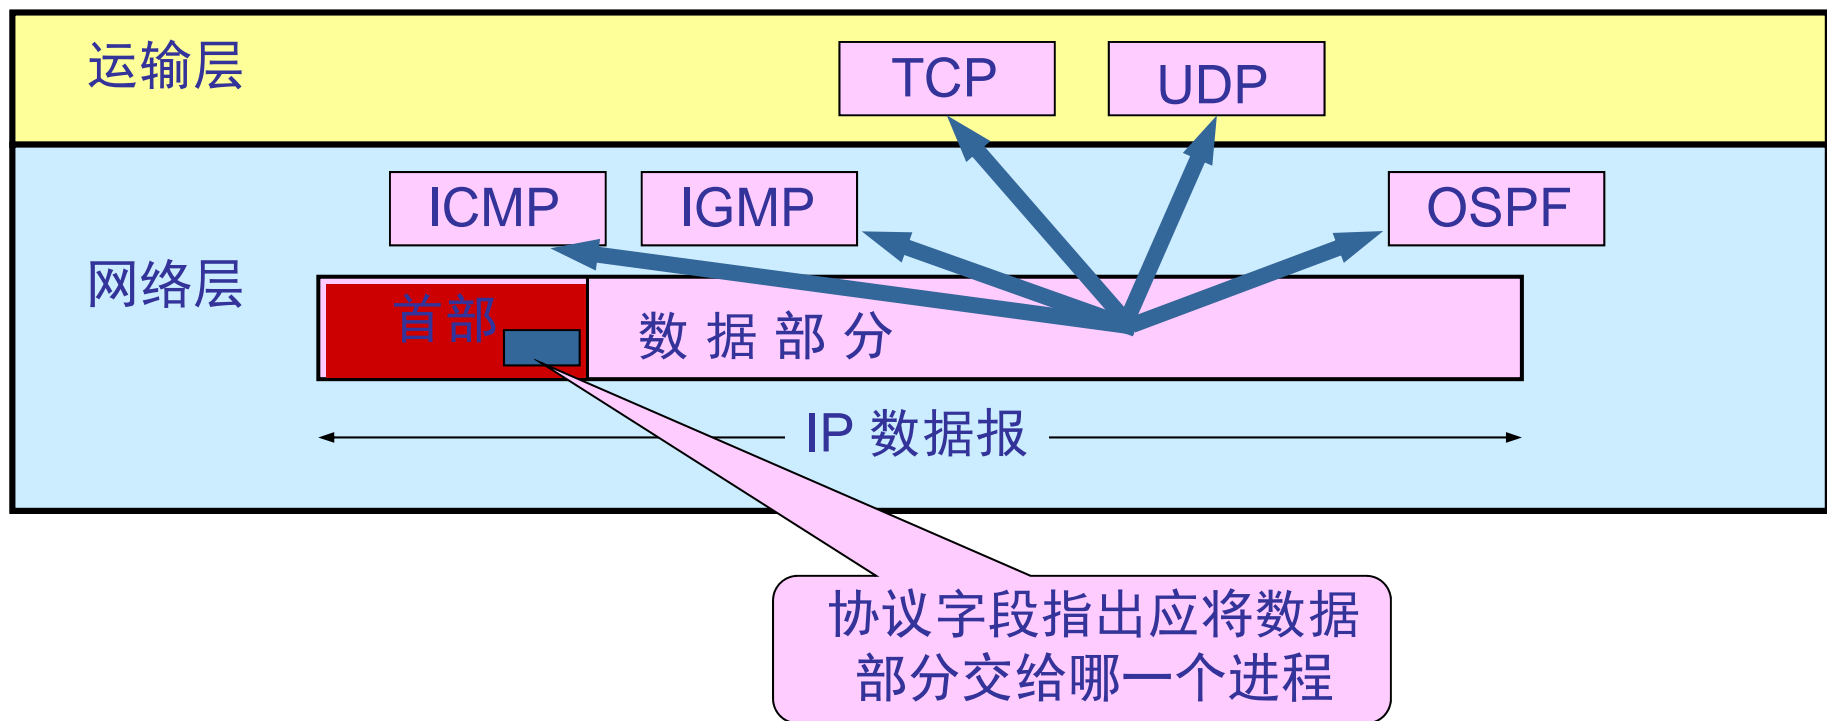 运输层
TCP
UDP
ICMP
IGMP
OSPF
网络层
首部
数 据 部 分
IP 数据报
协议字段指出应将数据
部分交给哪一个进程